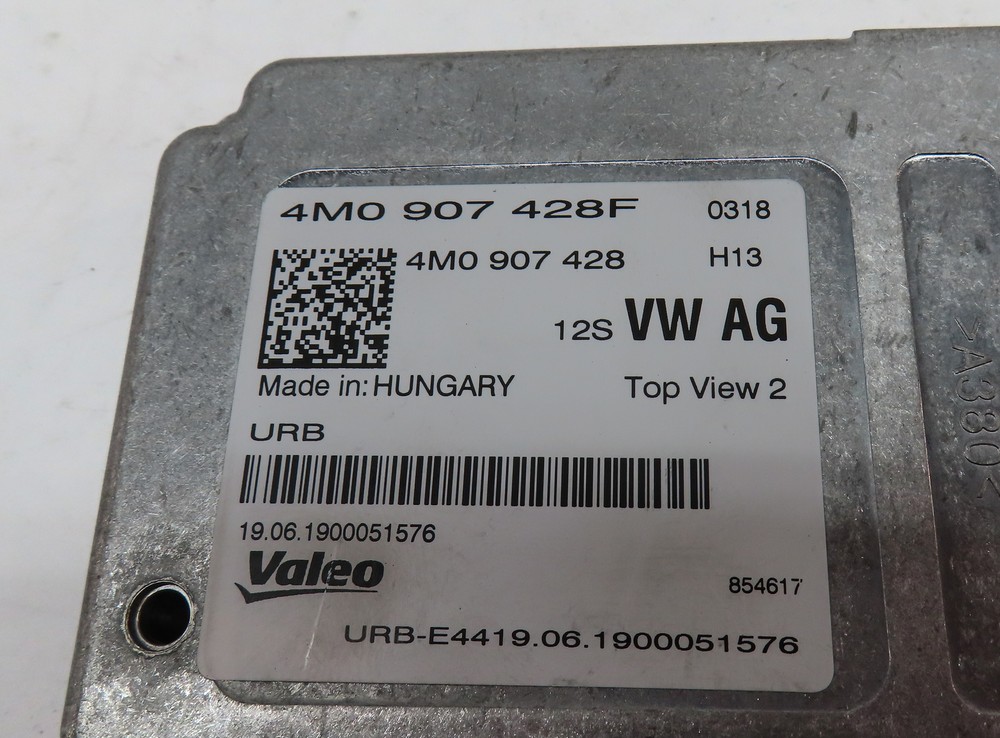 4M0 907 428F 0318
4M0 907 428 H13
12S VW AG
Made in: HUNGARY Top View 2
URB
19.06.1900051576
Valeo 854617
URB-E4419.06.1900051576
>A380<